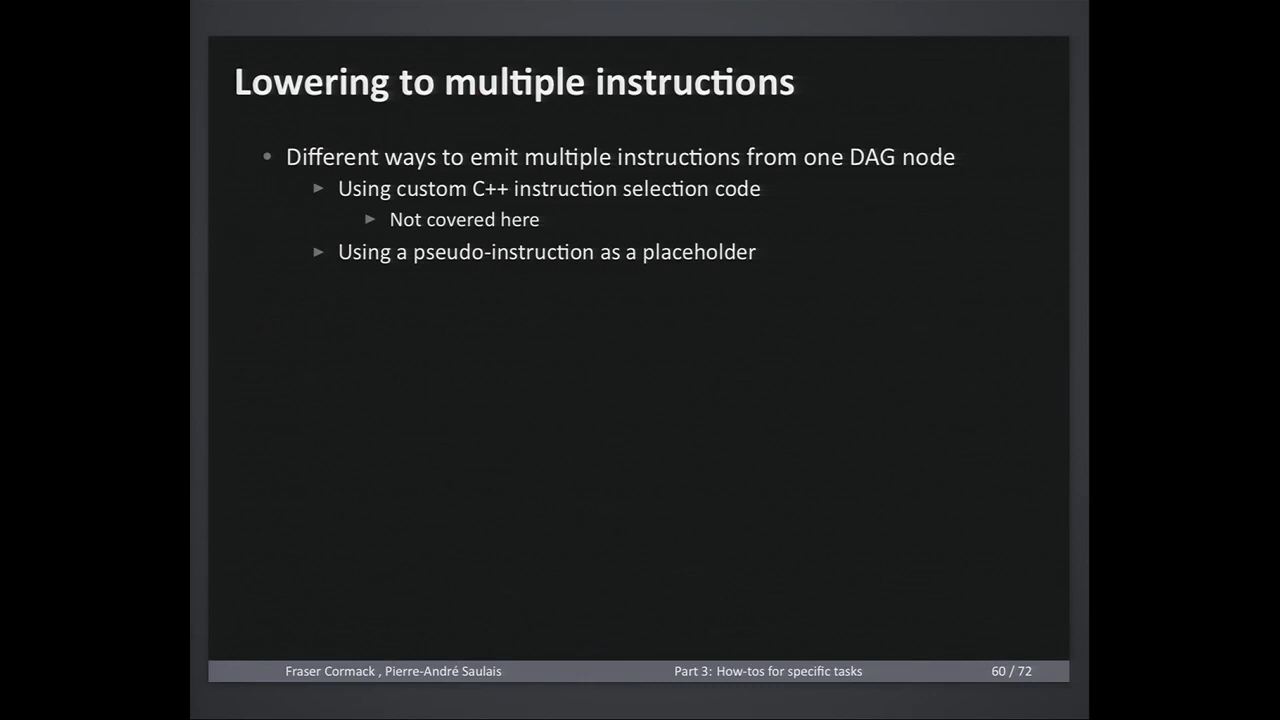 Lowering to multiple instructions
• Different ways to emit multiple instructions from one DAG node
▶ Using custom C++ instruction selection code
▶ Not covered here
▶ Using a pseudo-instruction as a placeholder
Fraser Cormack , Pierre-André Saulais Part 3: How-tos for specific tasks 60 / 72